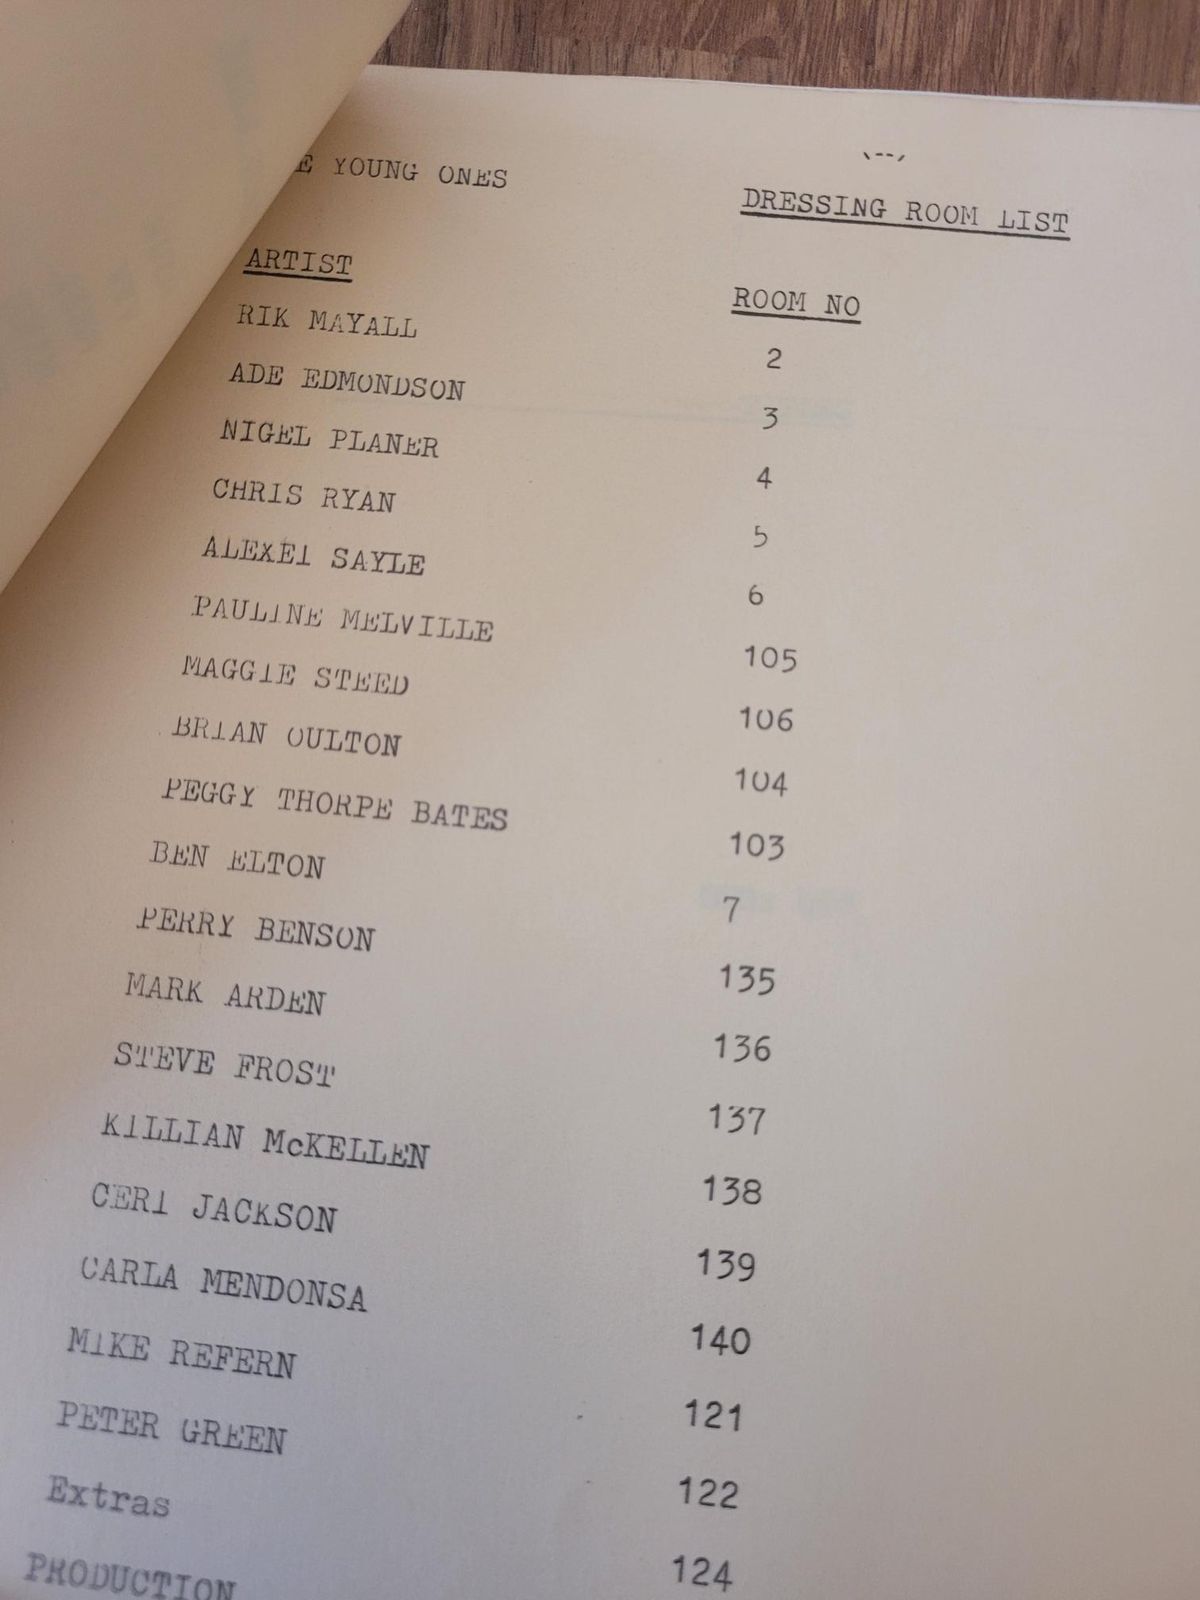 E YOUNG ONES DRESSING ROOM LIST
ARTIST ROOM NO
RIK MAYALL 2
ADE EDMONDSON 3
NIGEL PLANER 4
CHRIS RYAN 5
ALEXEI SAYLE 6
PAULINE MELVILLE 105
MAGGIE STEED 106
BRIAN OULTON 104
PEGGY THORPE BATES 103
BEN ELTON 7
PERRY BENSON 135
MARK ARDEN 136
STEVE FROST 137
KILLIAN McKELLEN 138
CERI JACKSON 139
CARLA MENDONSA 140
MIKE REFERN 121
PETER GREEN 122
Extras 124
PRODUCTION